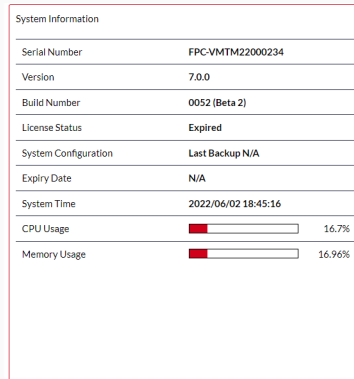 System Information
Serial Number FPC-VMTM22000234
Version 7.0.0
Build Number 0052 (Beta 2)
License Status Expired
System Configuration Last Backup N/A
Expiry Date N/A
System Time 2022/06/02 18:45:16
CPU Usage 16.7%
Memory Usage 16.96%